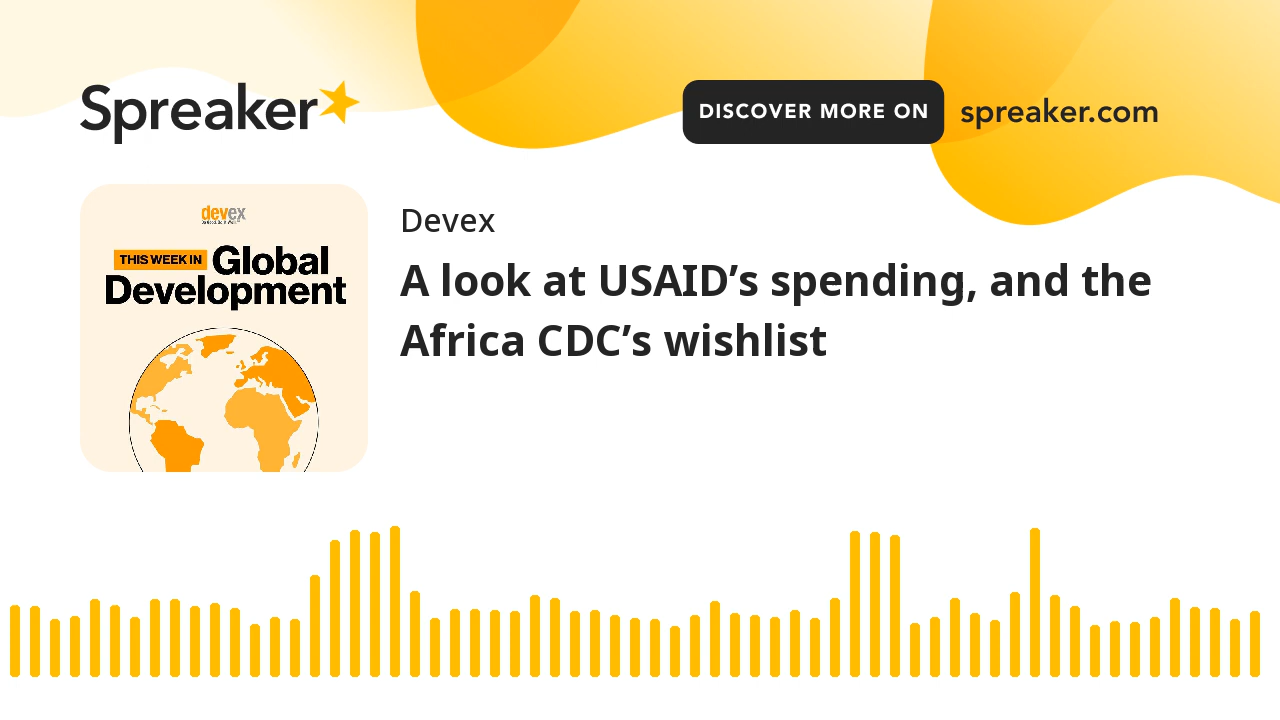 Spreaker
DISCOVER MORE ON spreaker.com
devex
THIS WEEK IN Global
Development
Devex
A look at USAID’s spending, and the
Africa CDC’s wishlist